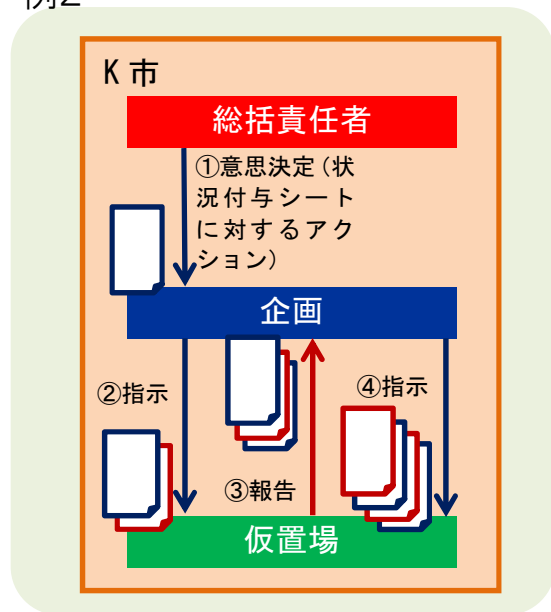 例2
K市
総括責任者
①意思決定(状
況付与シート
に対するアク
ション)
企画
②指示
④指示
③報告
仮置場